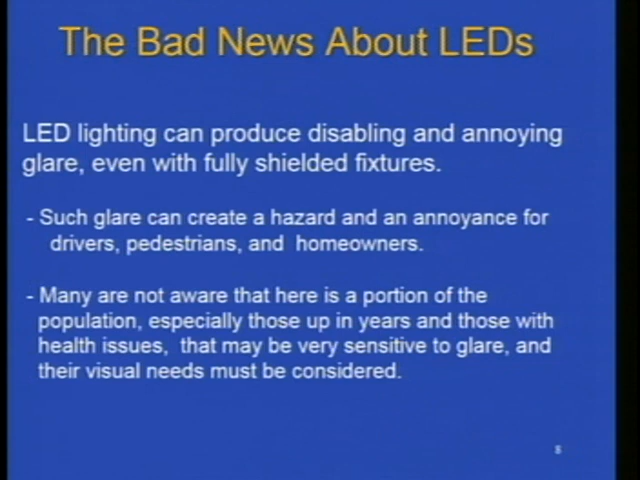 The Bad News About LEDs
LED lighting can produce disabling and annoying
glare, even with fully shielded fixtures.
- Such glare can create a hazard and an annoyance for
drivers, pedestrians, and homeowners.
- Many are not aware that here is a portion of the
population, especially those up in years and those with
health issues, that may be very sensitive to glare, and
their visual needs must be considered.
8